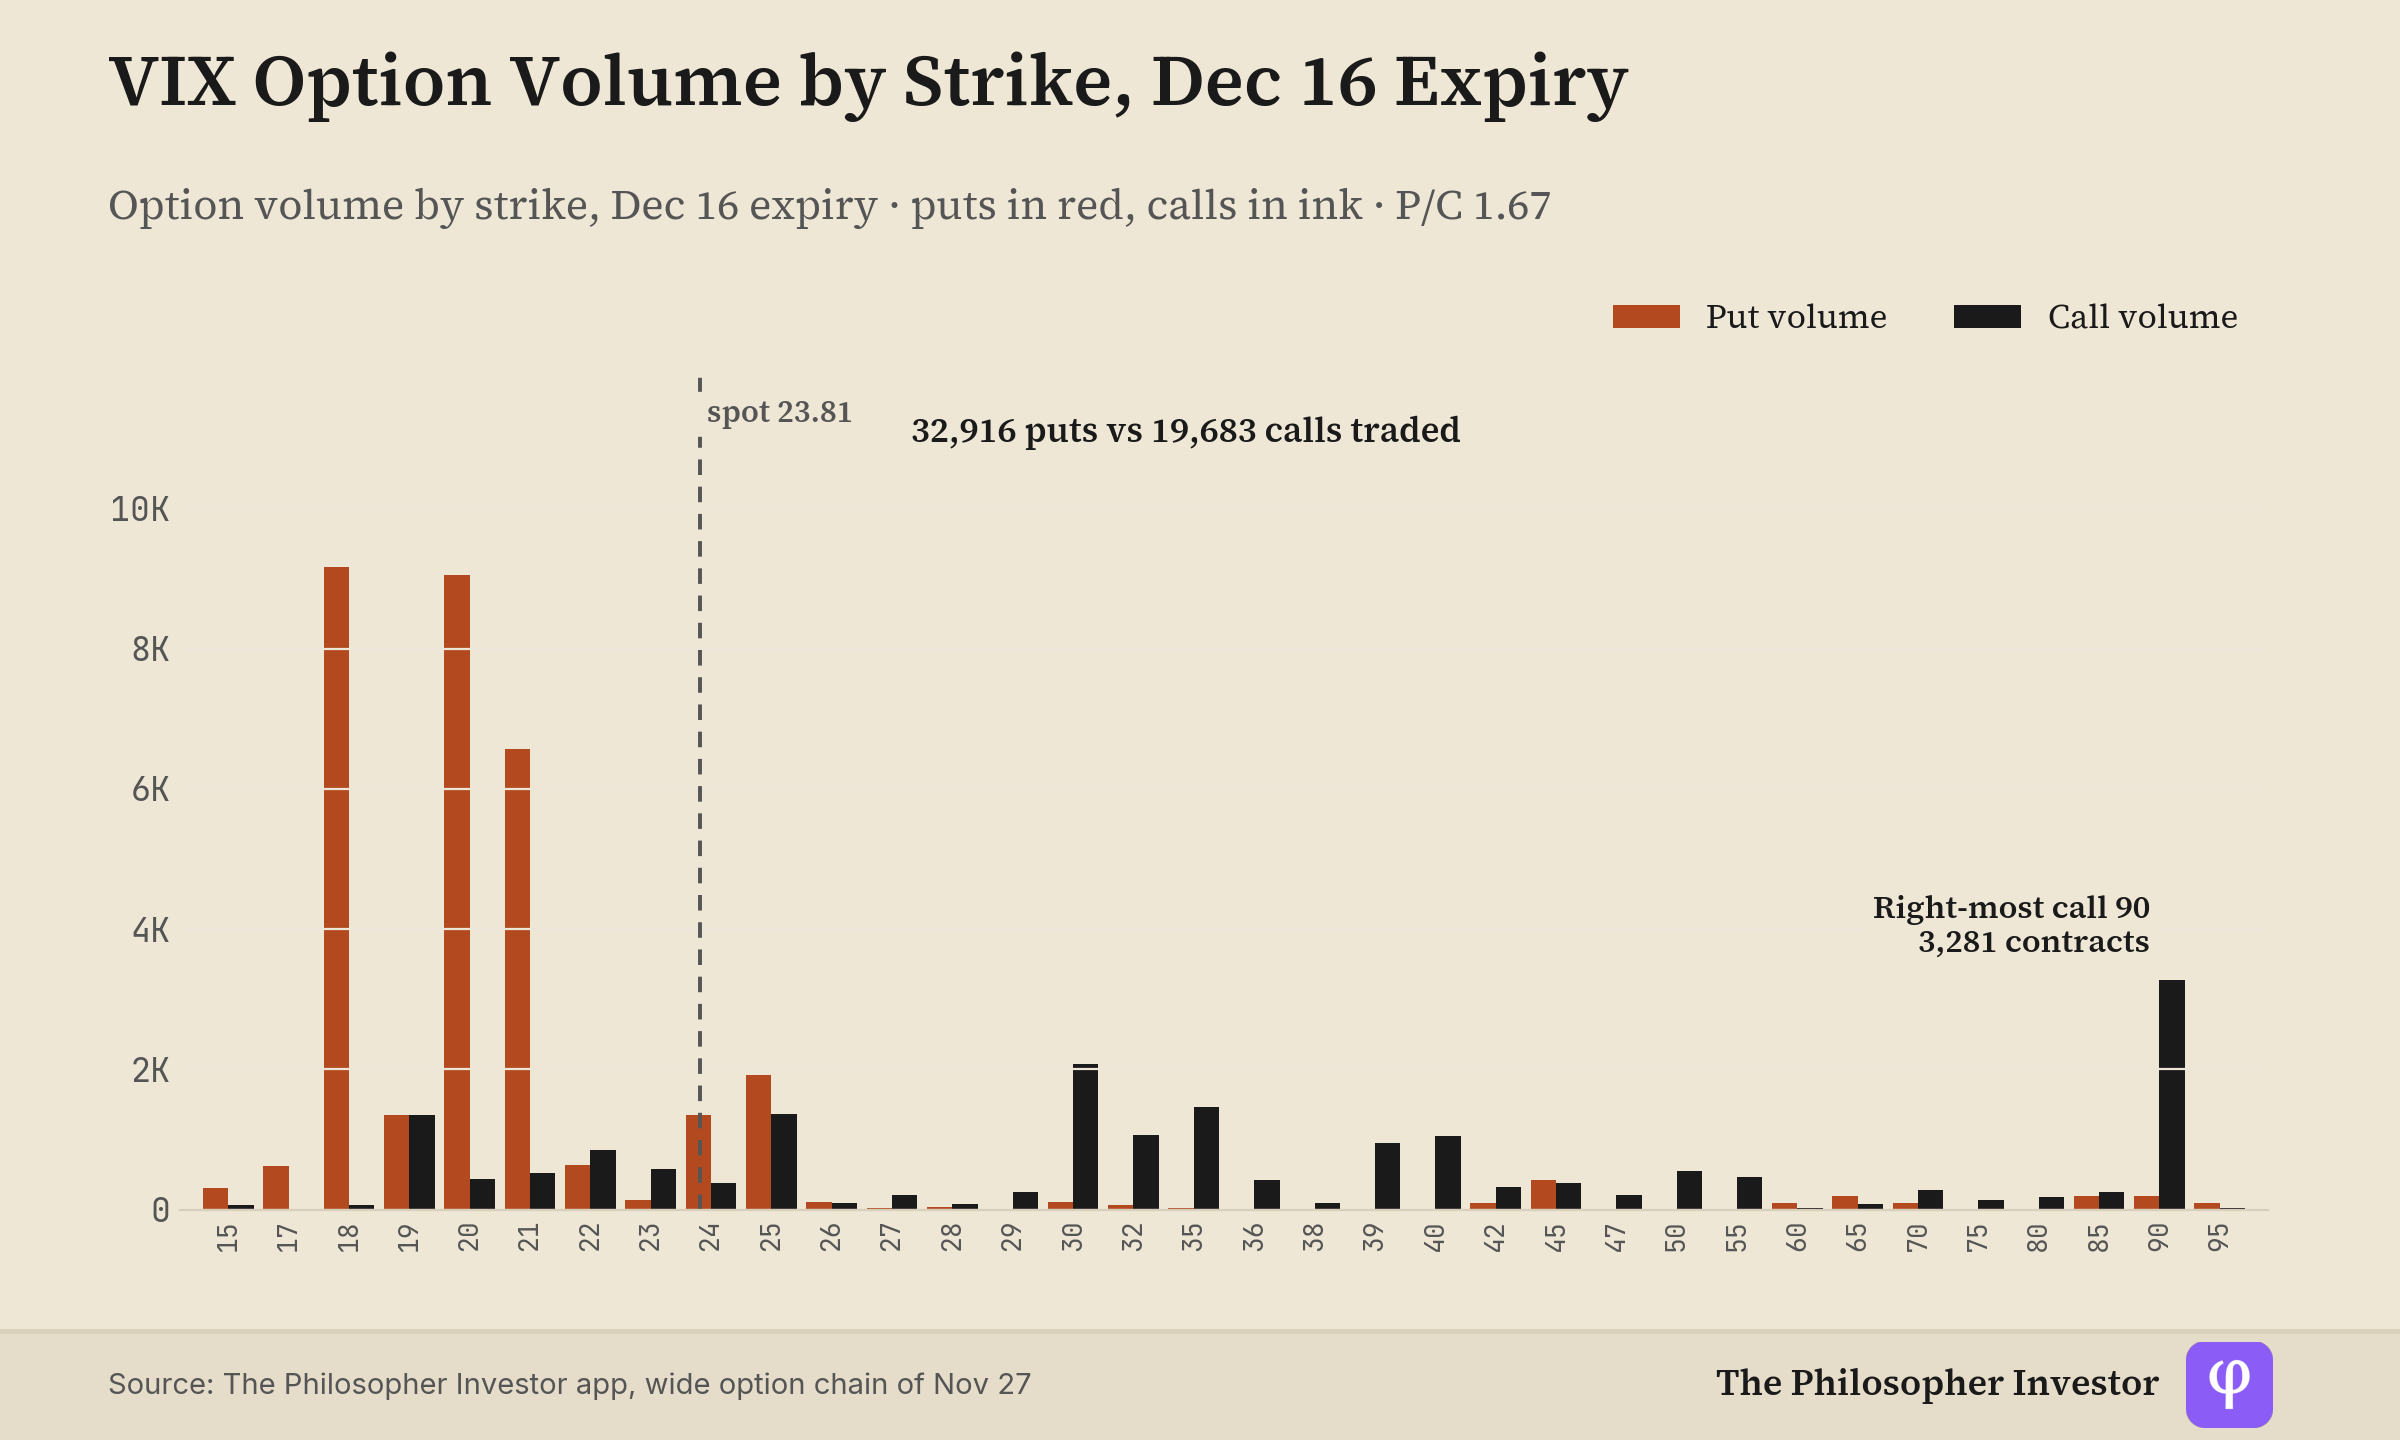 VIX Option Volume by Strike, Dec 16 Expiry
Option volume by strike, Dec 16 expiry · puts in red, calls in ink · P/C 1.67
Put volume
Call volume
spot 23.81
32,916 puts vs 19,683 calls traded
10K
8K
6K
4K
2K
0
Right-most call 90
3,281 contracts
15
17
18
19
20
21
22
23
24
25
26
27
28
29
30
32
35
36
38
39
40
42
45
47
50
55
60
65
70
75
80
85
90
95
Source: The Philosopher Investor app, wide option chain of Nov 27
The Philosopher Investor
φ